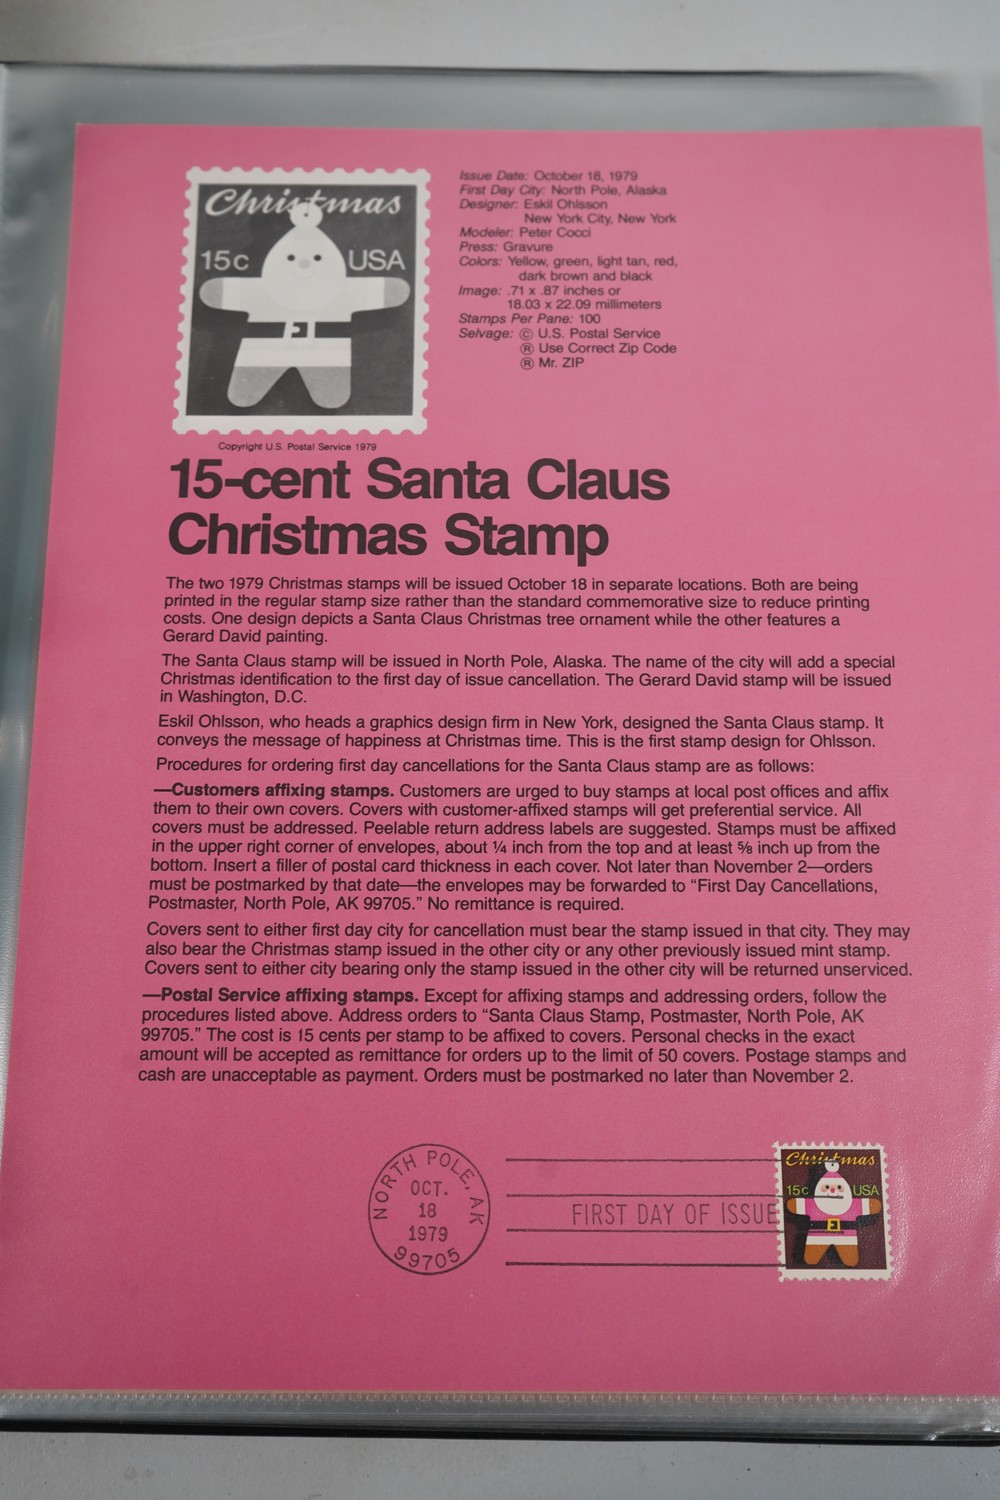 Christmas
15c USA
Copyright U.S. Postal Service 1979
Issue Date: October 18, 1979
First Day City: North Pole, Alaska
Designer: Eskil Ohlsson
New York City, New York
Modeler: Peter Cocci
Press: Gravure
Colors: Yellow, green, light tan, red,
dark brown and black
Image: .71 x .87 inches or
18.03 x 22.09 millimeters
Stamps Per Pane: 100
Selvage: © U.S. Postal Service
® Use Correct Zip Code
® Mr. ZIP
15-cent Santa Claus
Christmas Stamp
The two 1979 Christmas stamps will be issued October 18 in separate locations. Both are being
printed in the regular stamp size rather than the standard commemorative size to reduce printing
costs. One design depicts a Santa Claus Christmas tree ornament while the other features a
Gerard David painting.
The Santa Claus stamp will be issued in North Pole, Alaska. The name of the city will add a special
Christmas identification to the first day of issue cancellation. The Gerard David stamp will be issued
in Washington, D.C.
Eskil Ohlsson, who heads a graphics design firm in New York, designed the Santa Claus stamp. It
conveys the message of happiness at Christmas time. This is the first stamp design for Ohlsson.
Procedures for ordering first day cancellations for the Santa Claus stamp are as follows:
—Customers affixing stamps. Customers are urged to buy stamps at local post offices and affix
them to their own covers. Covers with customer-affixed stamps will get preferential service. All
covers must be addressed. Peelable return address labels are suggested. Stamps must be affixed
in the upper right corner of envelopes, about ¼ inch from the top and at least ⅝ inch up from the
bottom. Insert a filler of postal card thickness in each cover. Not later than November 2—orders
must be postmarked by that date—the envelopes may be forwarded to “First Day Cancellations,
Postmaster, North Pole, AK 99705.” No remittance is required.
Covers sent to either first day city for cancellation must bear the stamp issued in that city. They may
also bear the Christmas stamp issued in the other city or any other previously issued mint stamp.
Covers sent to either city bearing only the stamp issued in the other city will be returned unserviced.
—Postal Service affixing stamps. Except for affixing stamps and addressing orders, follow the
procedures listed above. Address orders to “Santa Claus Stamp, Postmaster, North Pole, AK
99705.” The cost is 15 cents per stamp to be affixed to covers. Personal checks in the exact
amount will be accepted as remittance for orders up to the limit of 50 covers. Postage stamps and
cash are unacceptable as payment. Orders must be postmarked no later than November 2.
NORTH POLE, AK
OCT.
18
1979
99705
FIRST DAY OF ISSUE
Christmas
15c USA